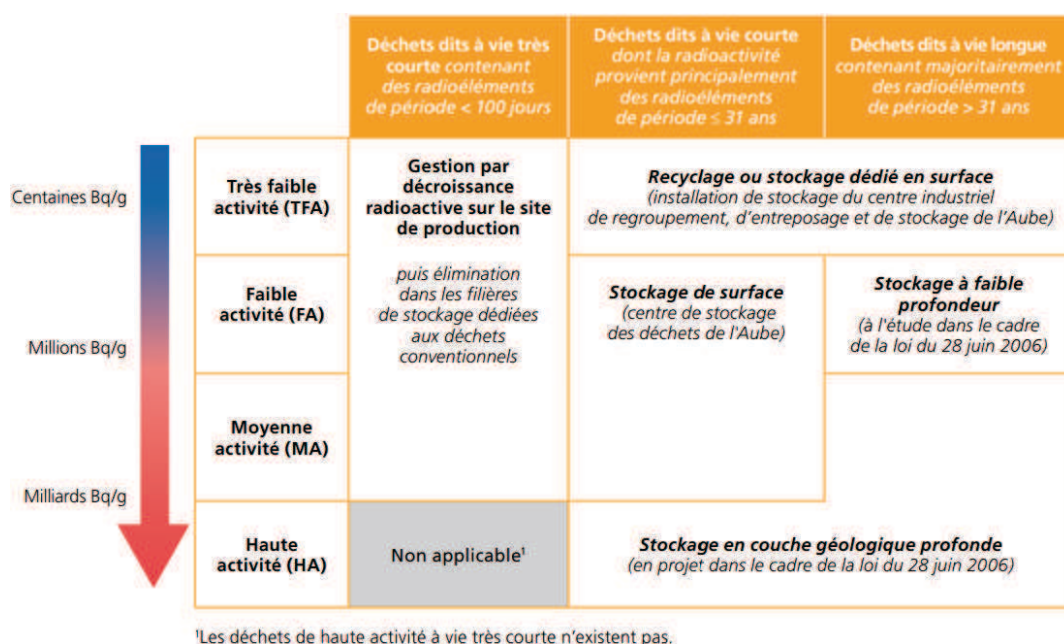 Déchets dits à vie très
courte contenant
des radioéléments
de période < 100 jours
Déchets dits à vie courte
dont la radioactivité
provient principalement
des radioéléments
de période ≤ 31 ans
Déchets dits à vie longue
contenant majoritairement
des radioéléments
de période > 31 ans
Centaines Bq/g
Millions Bq/g
Milliards Bq/g
Très faible
activité (TFA)
Gestion par
décroissance
radioactive sur le site
de production
puis élimination
dans les filières
de stockage dédiées
aux déchets
conventionnels
Recyclage ou stockage dédié en surface
(installation de stockage du centre industriel
de regroupement, d'entreposage et de stockage de l'Aube)
Faible
activité (FA)
Stockage de surface
(centre de stockage
des déchets de l'Aube)
Stockage à faible
profondeur
(à l'étude dans le cadre
de la loi du 28 juin 2006)
Moyenne
activité (MA)
Haute
activité (HA)
Non applicable¹
Stockage en couche géologique profonde
(en projet dans le cadre de la loi du 28 juin 2006)
¹Les déchets de haute activité à vie très courte n'existent pas.